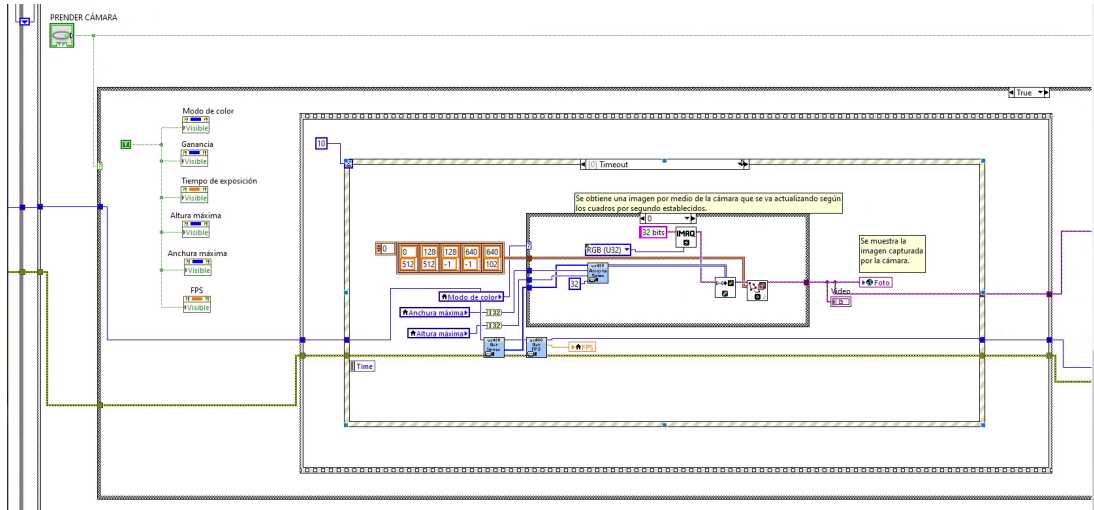 PRENDER CÁMARA
True
Modo de color
Visible
Ganancia
Visible
Tiempo de exposición
Visible
Altura máxima
Visible
Anchura máxima
Visible
FPS
Visible
10
[0] Timeout
Se obtiene una imagen por medio de la cámara que se va actualizando según
los cuadros por segundo establecidos.
0
32 bits
IMAQ
RGB (U32)
0
0 128 128 640 640
512 512 -1 -1 102
32
Modo de color
Anchura máxima
I32
Altura máxima
I32
uc480
Get
FPS
FPS
Time
Se muestra la
imagen capturada
por la cámara.
Foto
Video